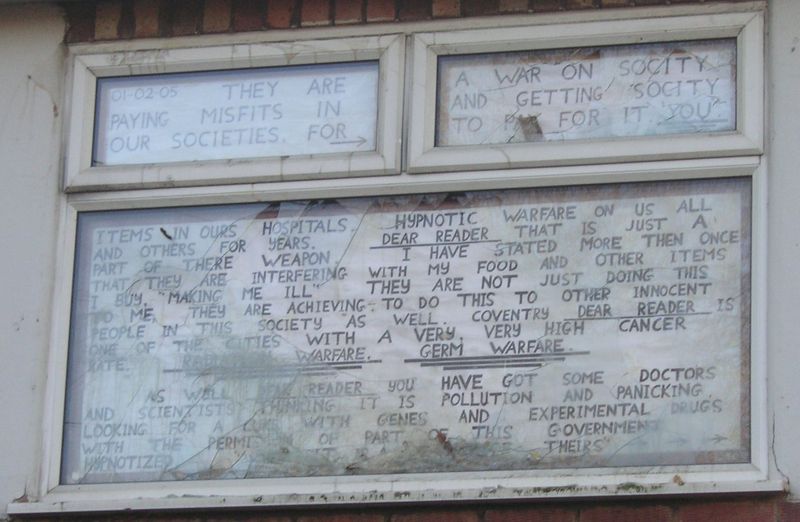 01-02-05 THEY ARE
PAYING MISFITS IN
OUR SOCIETIES, FOR →
A WAR ON SOCITY
AND GETTING SOCITY
TO FOR IT. "YOU"
ITEMS IN OURS HOSPITALS. HYPNOTIC WARFARE ON US ALL
AND OTHERS FOR YEARS. DEAR READER THAT IS JUST A
PART OF THERE WEAPON. I HAVE STATED MORE THEN ONCE
THAT THEY ARE INTERFERING WITH MY FOOD AND OTHER ITEMS
I BUY, "MAKING ME ILL" THEY ARE NOT JUST DOING THIS
TO ME, THEY ARE ACHIEVING TO DO THIS TO OTHER INNOCENT
PEOPLE IN THIS SOCIETY AS WELL. COVENTRY DEAR READER IS
ONE OF THE CITIES WITH A VERY, VERY HIGH CANCER
RATE. WARFARE. GERM WARFARE.
AS WELL DEAR READER YOU HAVE GOT SOME DOCTORS
AND SCIENTISTS THINKING IT IS POLLUTION AND PANICKING
LOOKING FOR A CURE WITH GENES AND EXPERIMENTAL DRUGS
WITH THE PERMISSION OF PART OF THIS GOVERNMENT →
HYPNOTIZED THEIRS"